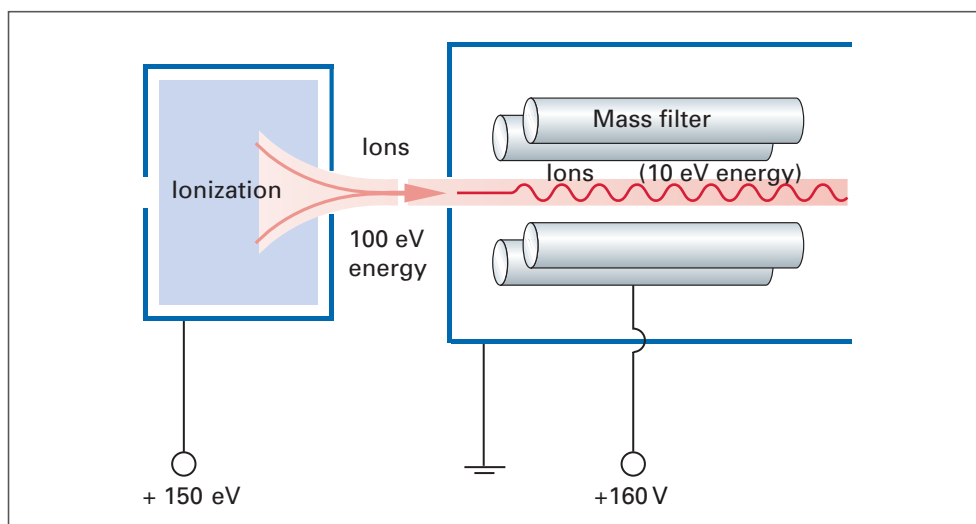 Mass filter
Ions
Ionization
Ions (10 eV energy)
100 eV
energy
+ 150 eV
+160 V